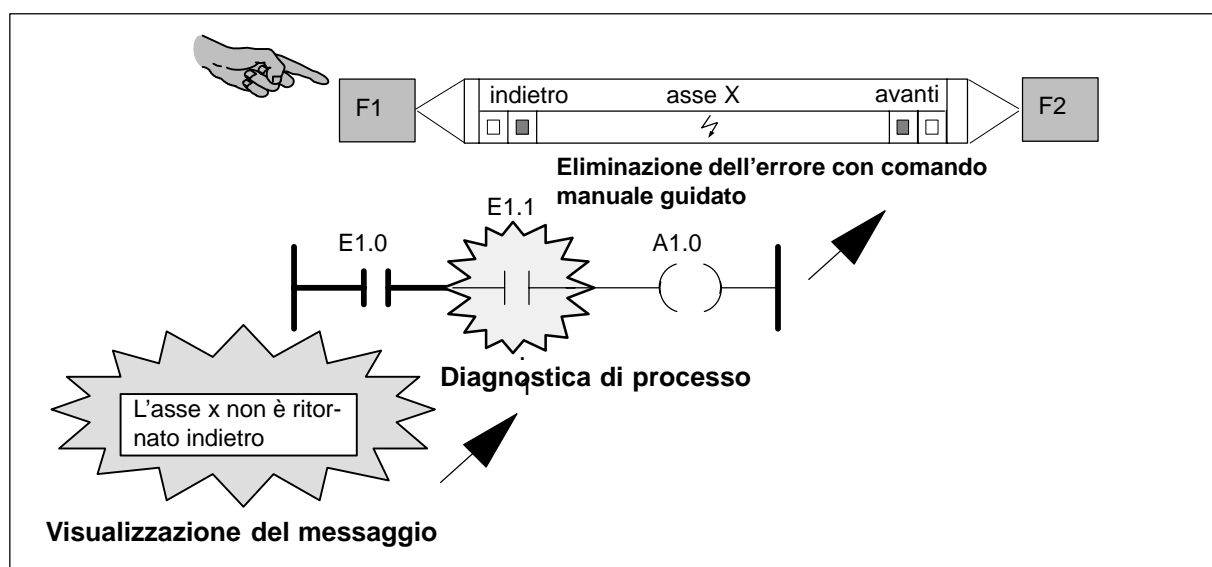 F1
indietro asse X avanti
F2
Eliminazione dell'errore con comando
manuale guidato
E1.1
E1.0
A1.0
Diagnostica di processo
L'asse x non è ritor-
nato indietro
Visualizzazione del messaggio